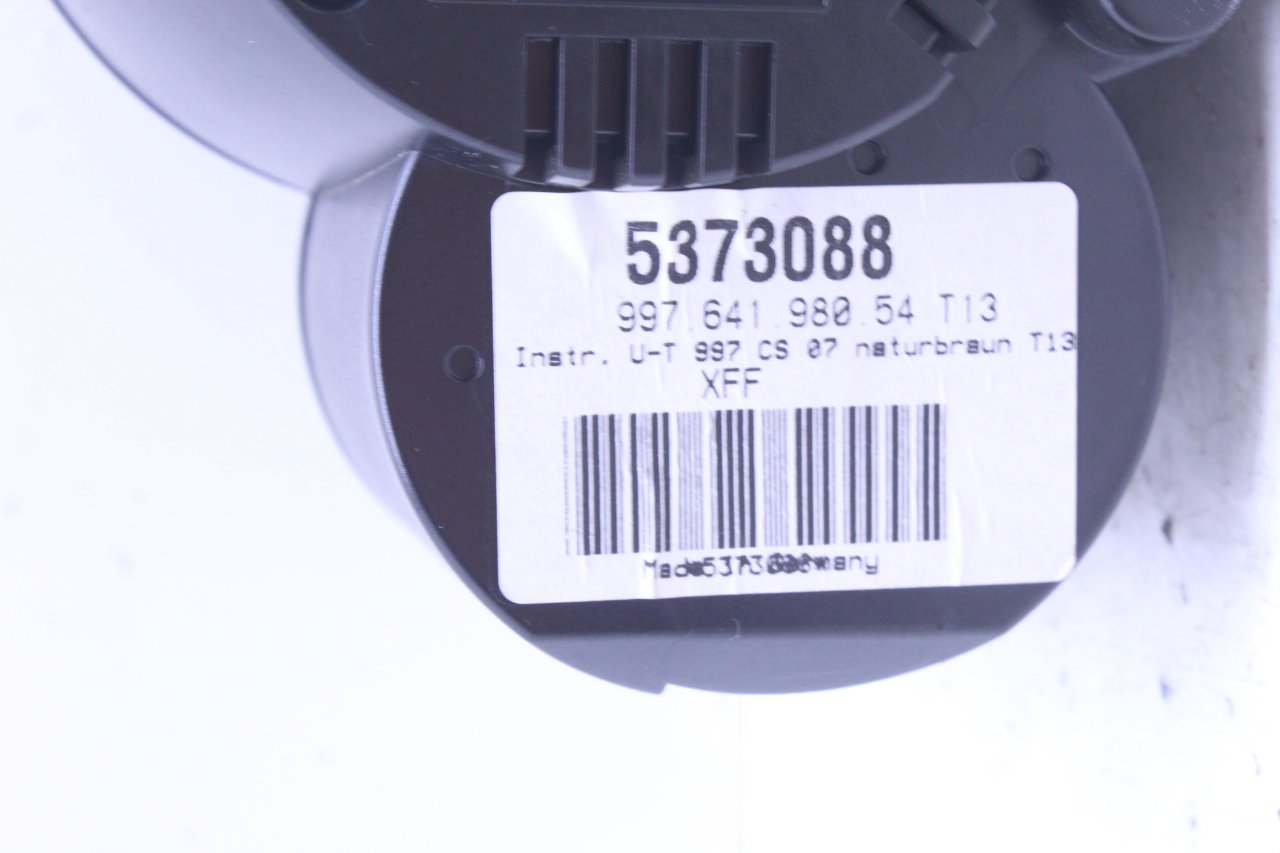 5373088
997.641.980.54 T13
Instr. U-T 997 CS 07 naturbraun T13
XFF